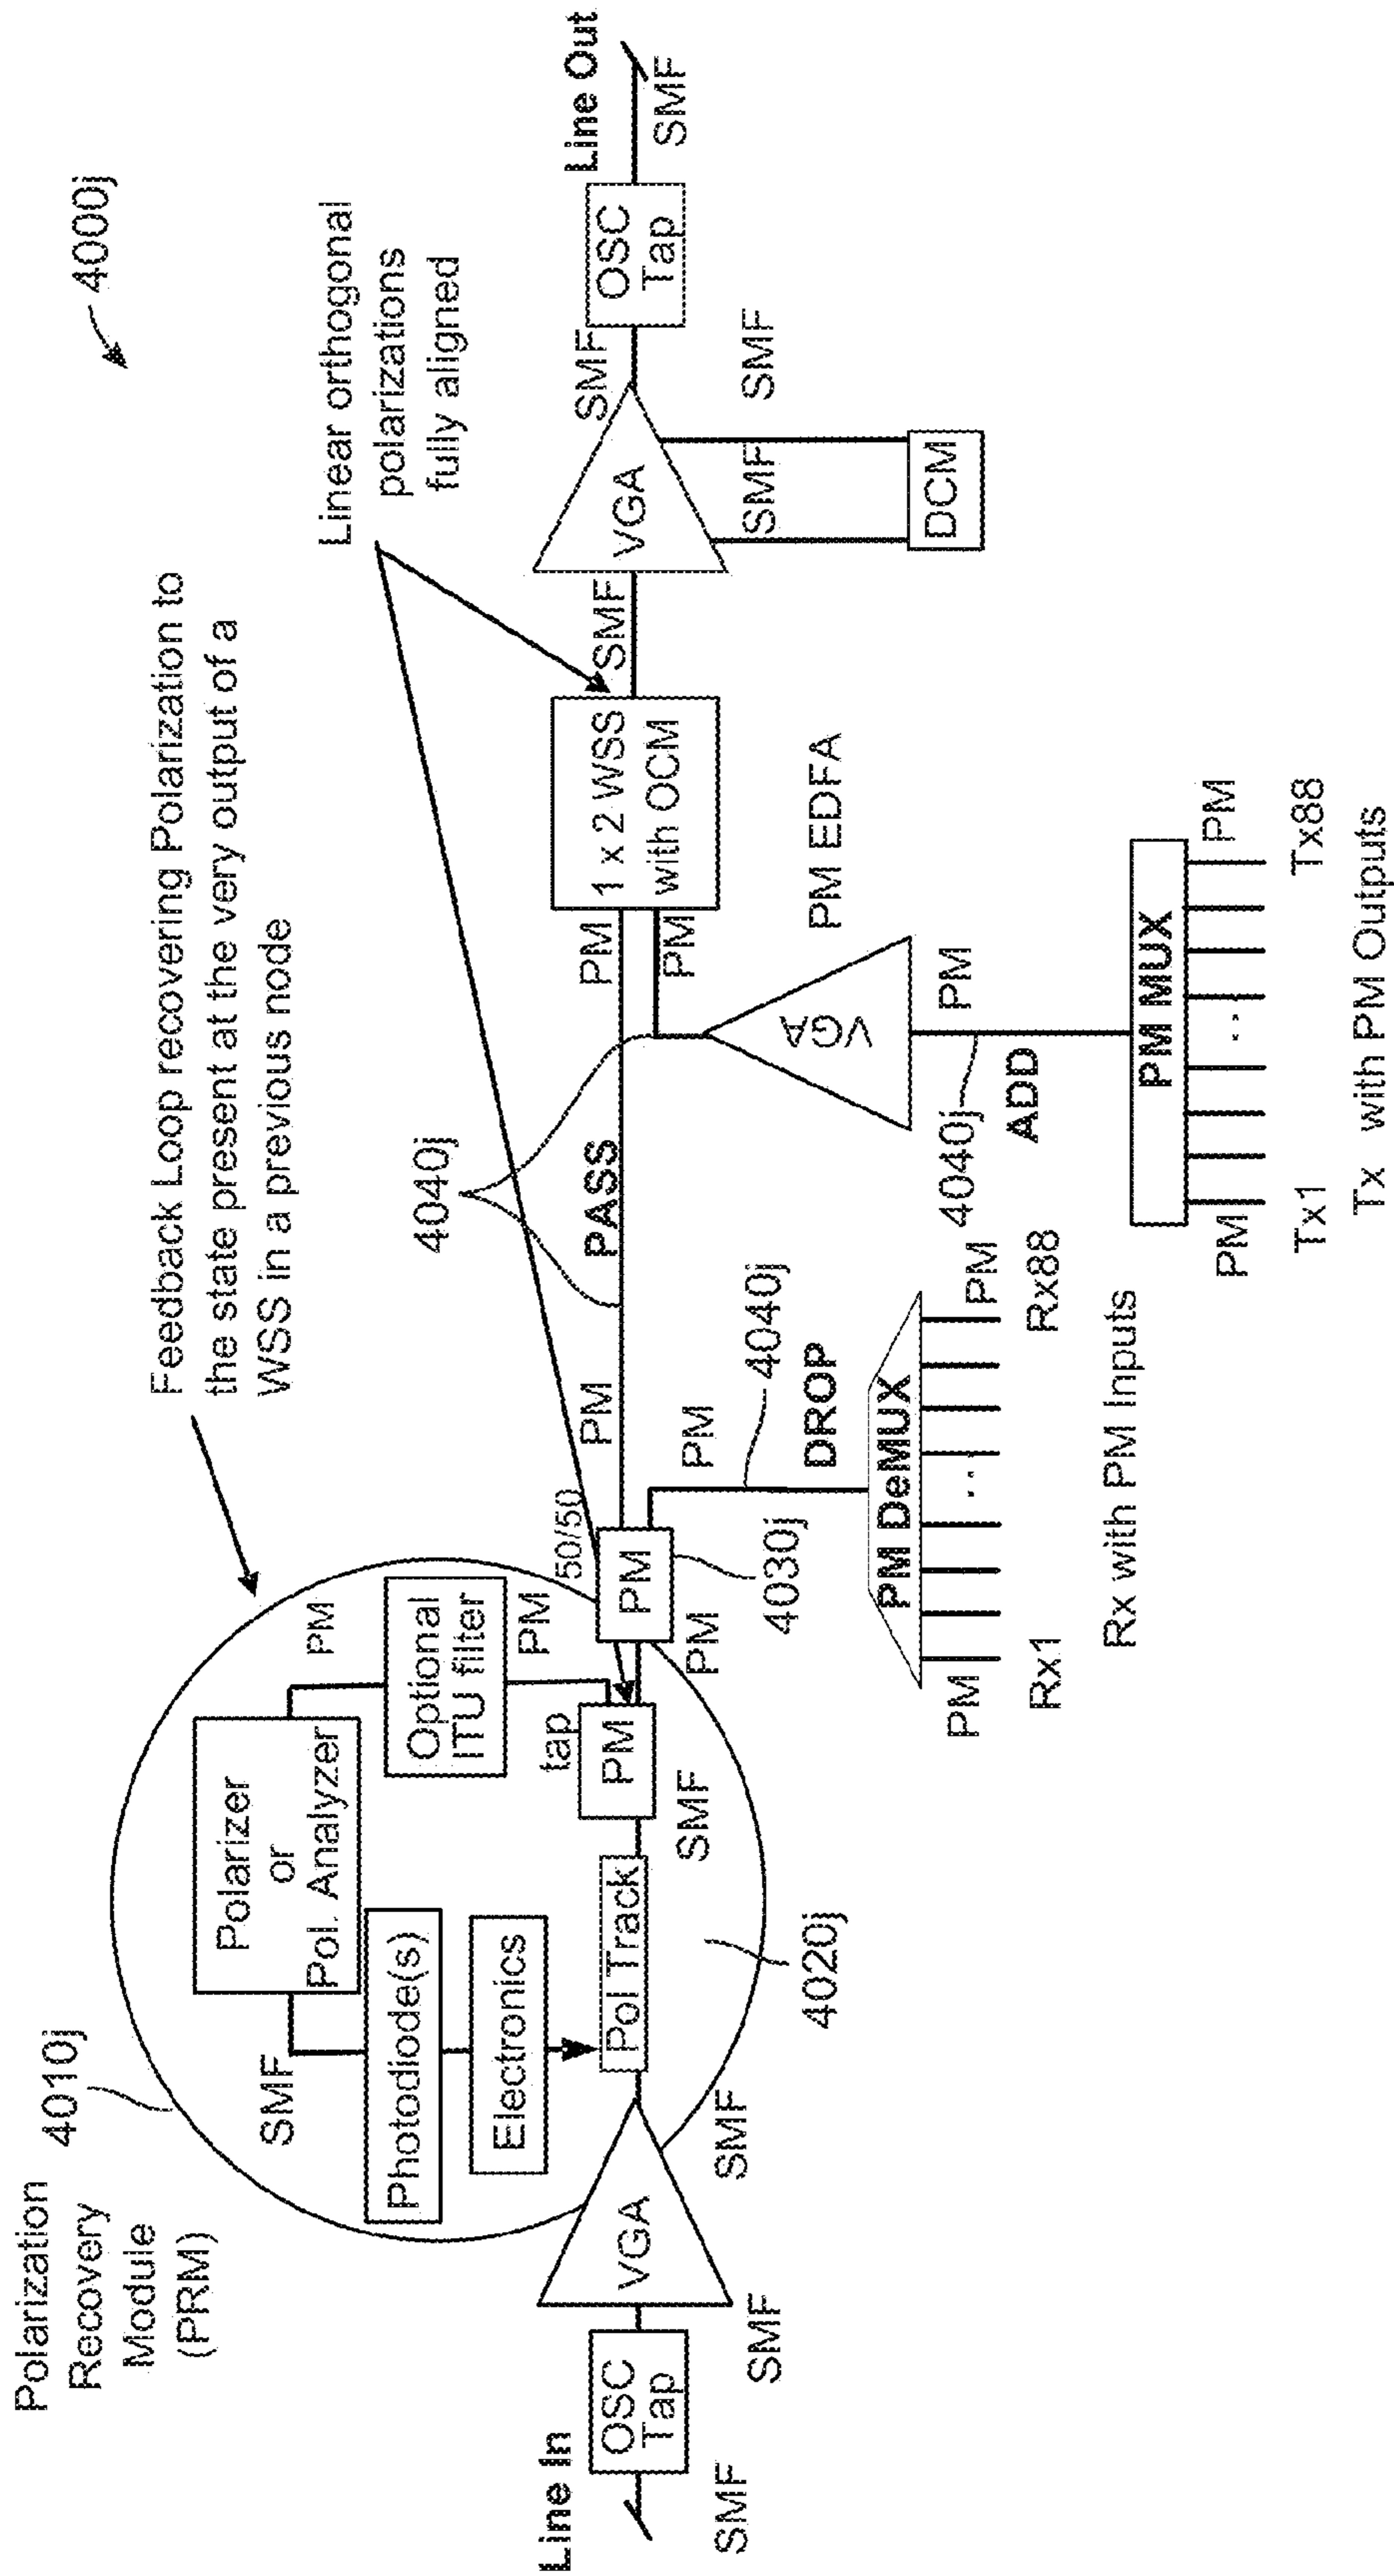 4000j
Polarization
Recovery
Module
(PRM)
4010j
Feedback Loop recovering Polarization to
the state present at the very output of a
WSS in a previous node
Linear orthogonal
polarizations
fully aligned
Polarizer
or
Pol. Analyzer
SMF
Photodiode(s)
Electronics
PM
Optional
ITU filter
PM
tap
PM
50/50
PM
PM
Line In
OSC
Tap
SMF
SMF
VGA
SMF
Pol Track
SMF
4020j
4030j
PM
PASS
4040j
PM
PM
1 x 2 WSS
with OCM
SMF
VGA
SMF
SMF
SMF
DCM
OSC
Tap
Line Out
SMF
PM
4040j
DROP
PM DeMUX
PM
PM
Rx1
...
Rx88
Rx with PM Inputs
PM EDFA
VGA
PM
4040j
ADD
PM MUX
PM
PM
Tx1
...
Tx88
Tx with PM Outputs